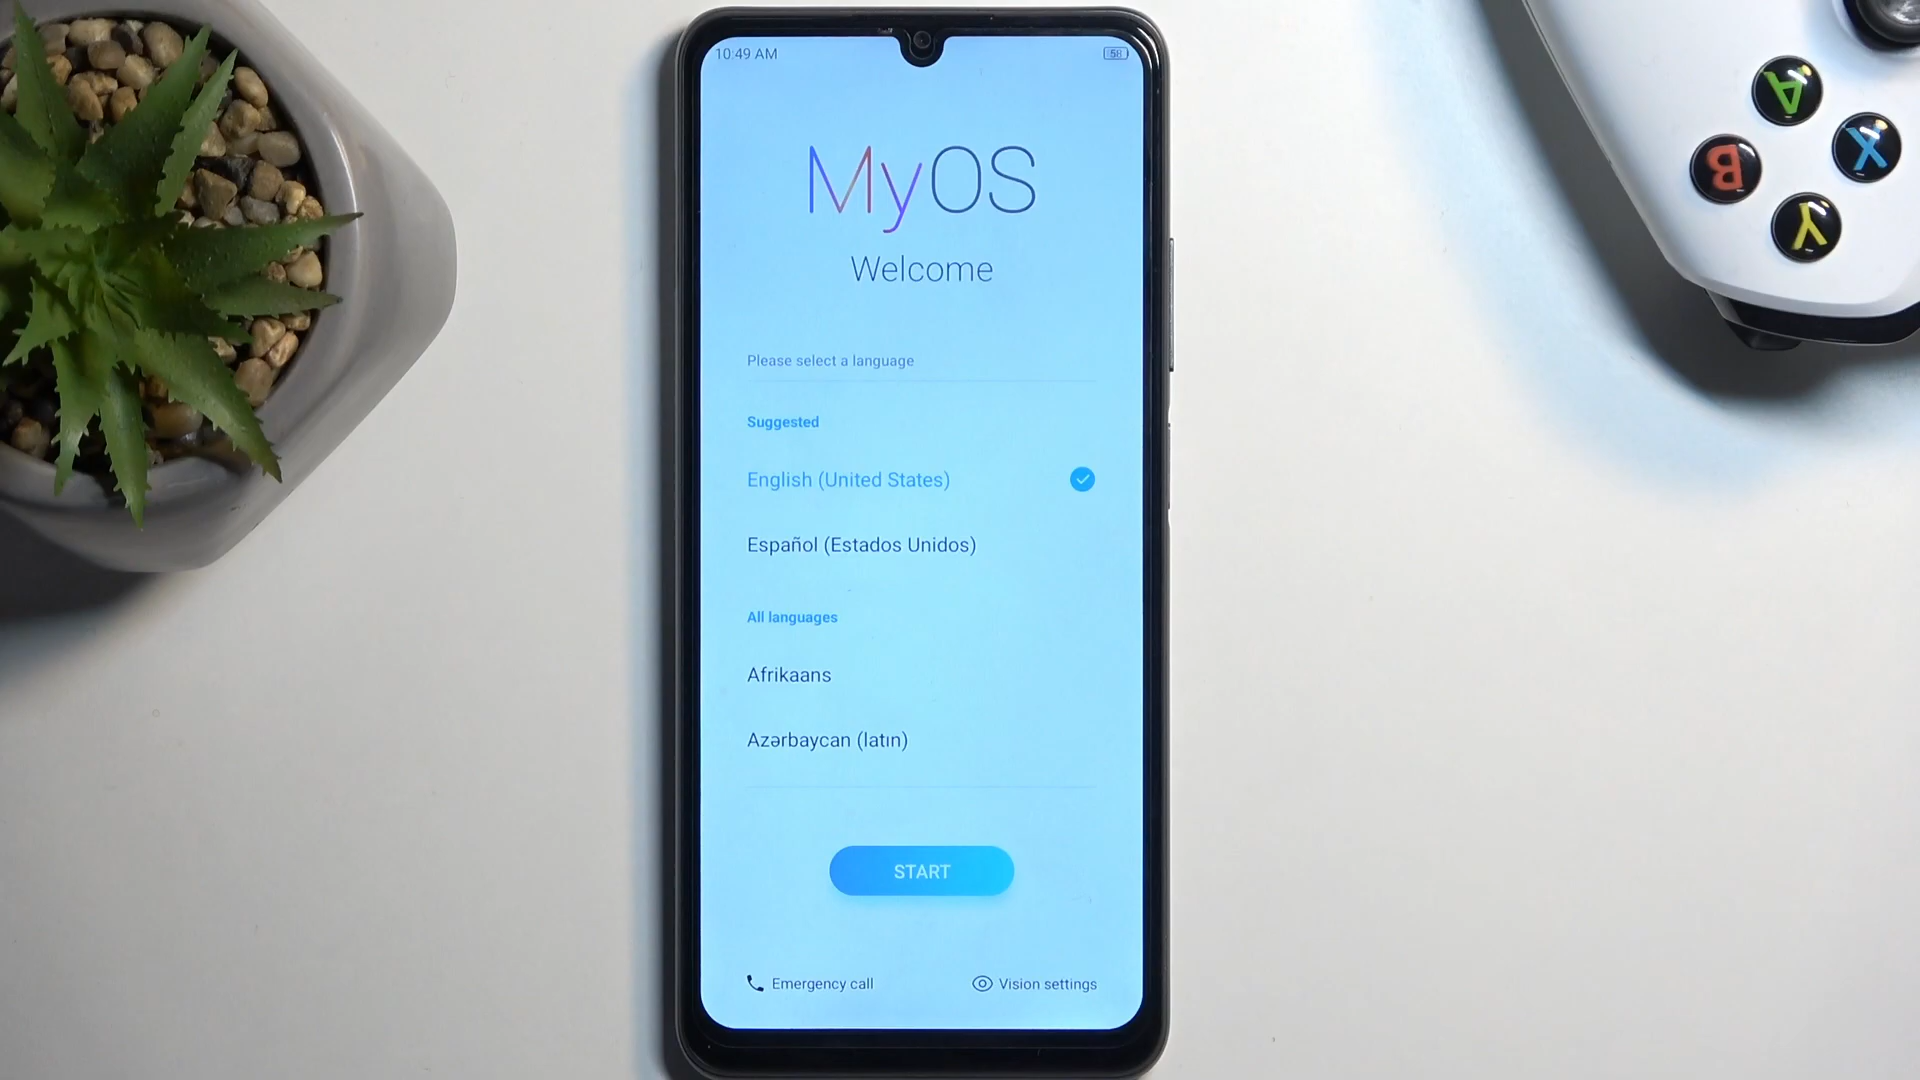 10:49 AM
58
MyOS
Welcome
Please select a language
Suggested
English (United States)
Español (Estados Unidos)
All languages
Afrikaans
Azərbaycan (latın)
START
Emergency call
Vision settings
A
X
B
Y